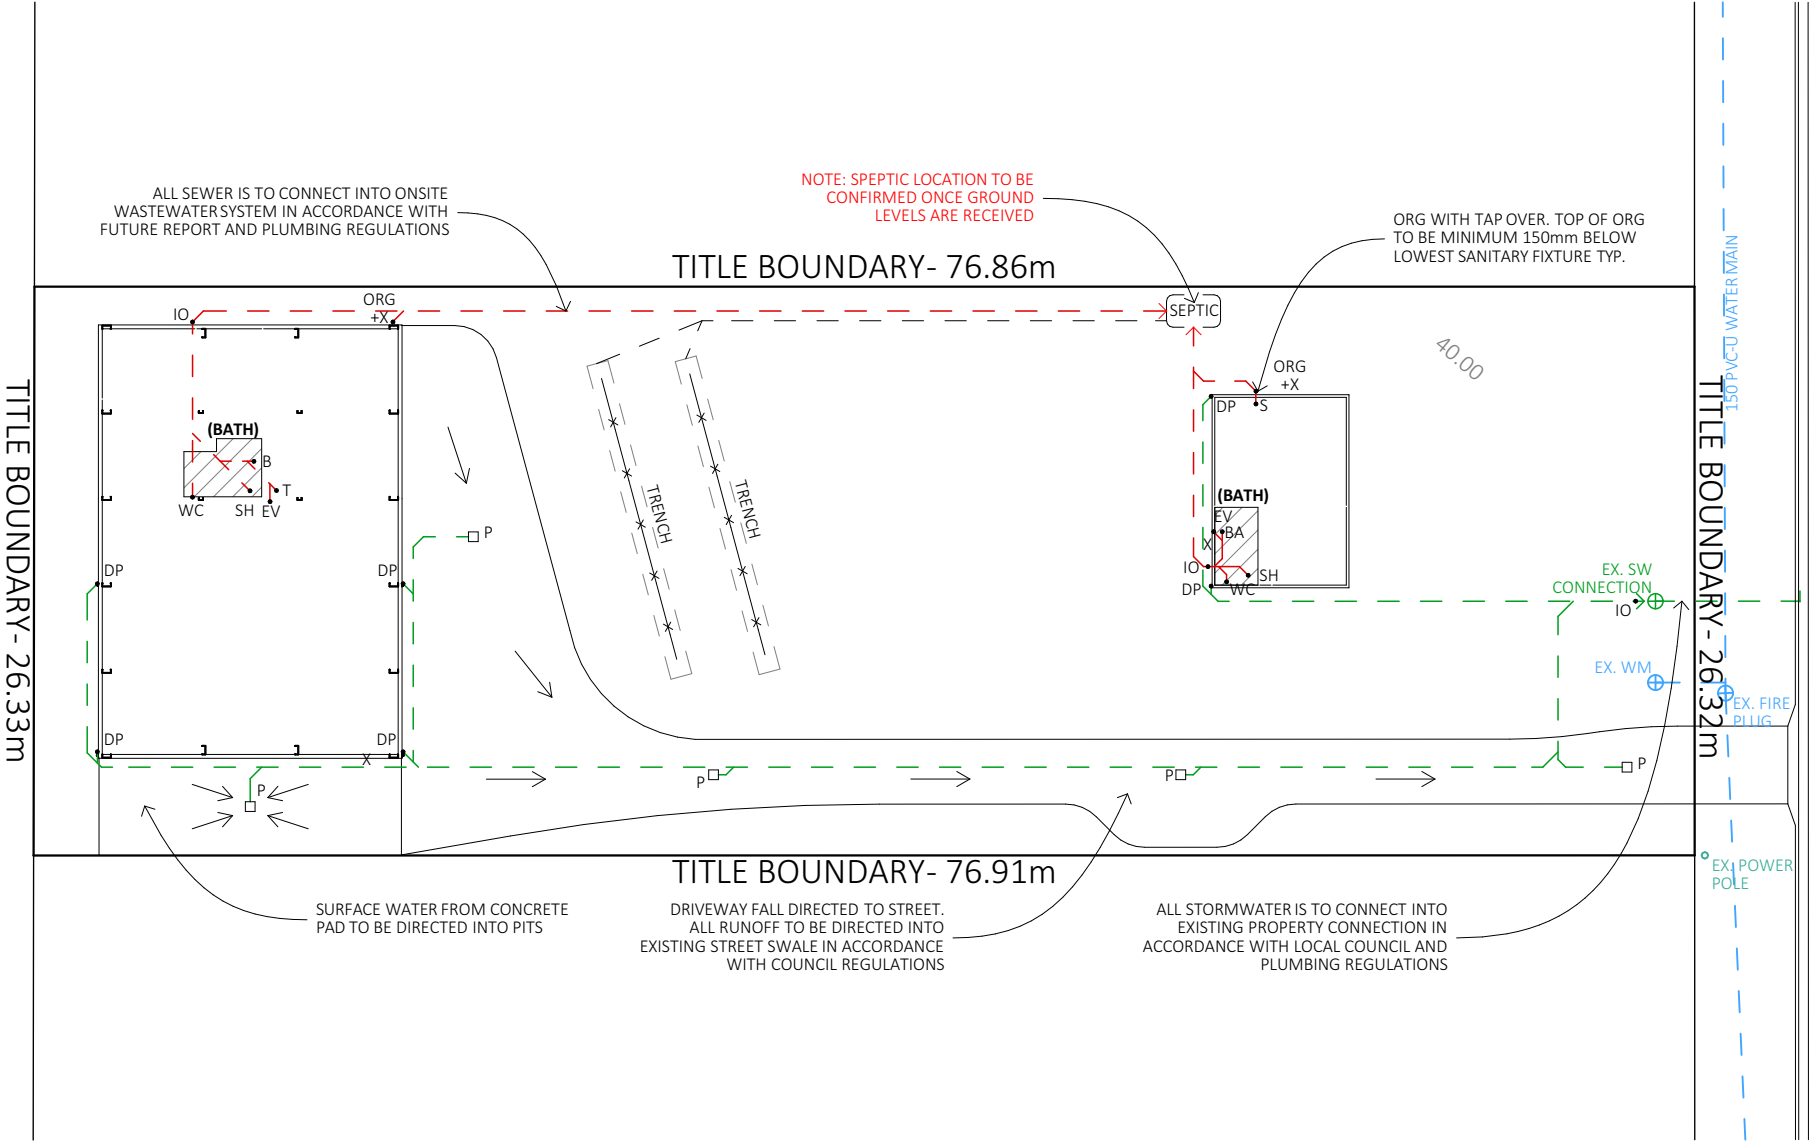 ALL SEWER IS TO CONNECT INTO ONSITE
WASTEWATER SYSTEM IN ACCORDANCE WITH
FUTURE REPORT AND PLUMBING REGULATIONS
NOTE: SPEPTIC LOCATION TO BE
CONFIRMED ONCE GROUND
LEVELS ARE RECEIVED
ORG WITH TAP OVER. TOP OF ORG
TO BE MINIMUM 150mm BELOW
LOWEST SANITARY FIXTURE TYP.
TITLE BOUNDARY- 76.86m
150 PVC-U WATER MAIN
IO
ORG
+X
SEPTIC
40.00
ORG
+X
DP
S
(BATH)
B
T
WC
SH
EV
P
TRENCH
TRENCH
(BATH)
EV
BA
X
IO
SH
DP
WC
TITLE BOUNDARY- 26.33m
TITLE BOUNDARY- 26.32m
DP
DP
EX. SW
CONNECTION
IO
EX. WM
EX. FIRE
PLUG
DP
DP
X
P
P
P
P
TITLE BOUNDARY- 76.91m
EX. POWER
POLE
SURFACE WATER FROM CONCRETE
PAD TO BE DIRECTED INTO PITS
DRIVEWAY FALL DIRECTED TO STREET.
ALL RUNOFF TO BE DIRECTED INTO
EXISTING STREET SWALE IN ACCORDANCE
WITH COUNCIL REGULATIONS
ALL STORMWATER IS TO CONNECT INTO
EXISTING PROPERTY CONNECTION IN
ACCORDANCE WITH LOCAL COUNCIL AND
PLUMBING REGULATIONS